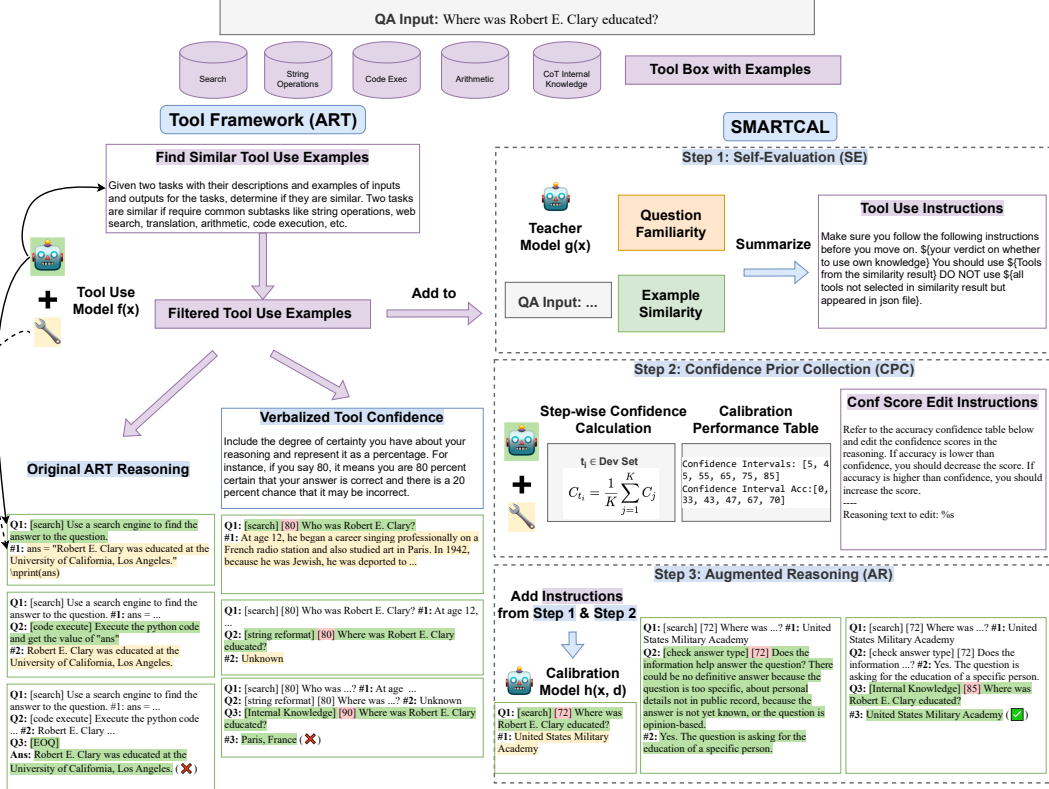 QA Input: Where was Robert E. Clary educated?
Search
String
Operations
Code Exec
Arithmetic
CoT Internal
Knowledge
Tool Box with Examples
Tool Framework (ART)
Find Similar Tool Use Examples
Given two tasks with their descriptions and examples of inputs
and outputs for the tasks, determine if they are similar. Two tasks
are similar if require common subtasks like string operations, web
search, translation, arithmetic, code execution, etc.
Tool Use
Model f(x)
Filtered Tool Use Examples
Add to
Original ART Reasoning
Q1: [search] Use a search engine to find the
answer to the question.
#1: ans = "Robert E. Clary was educated at the
University of California, Los Angeles."
\nprint(ans)
Q1: [search] Use a search engine to find the
answer to the question. #1: ans = ...
Q2: [code execute] Execute the python code
and get the value of "ans"
#2: Robert E. Clary was educated at the
University of California, Los Angeles.
Q1: [search] Use a search engine to find the
answer to the question. #1: ans = ...
Q2: [code execute] Execute the python code
... #2: Robert E. Clary ...
Q3: [EOQ]
Ans: Robert E. Clary was educated at the
University of California, Los Angeles. (❌)
Verbalized Tool Confidence
Include the degree of certainty you have about your
reasoning and represent it as a percentage. For
instance, if you say 80, it means you are 80 percent
certain that your answer is correct and there is a 20
percent chance that it may be incorrect.
Q1: [search] [80] Who was Robert E. Clary?
#1: At age 12, he began a career singing professionally on a
French radio station and also studied art in Paris. In 1942,
because he was Jewish, he was deported to ...
Q1: [search] [80] Who was Robert E. Clary? #1: At age 12,
...
Q2: [string reformat] [80] Where was Robert E. Clary
educated?
#2: Unknown
Q1: [search] [80] Who was ...? #1: At age ...
Q2: [string reformat] [80] Where was ...? #2: Unknown
Q3: [Internal Knowledge] [90] Where was Robert E. Clary
educated?
#3: Paris, France (❌)
SMARTCAL
Step 1: Self-Evaluation (SE)
Teacher
Model g(x)
QA Input: ...
Question
Familiarity
Example
Similarity
Summarize
Tool Use Instructions
Make sure you follow the following instructions
before you move on. ${your verdict on whether
to use own knowledge} You should use ${Tools
from the similarity result} DO NOT use ${all
tools not selected in similarity result but
appeared in json file}.
Step 2: Confidence Prior Collection (CPC)
Step-wise Confidence
Calculation
tᵢ ∈ Dev Set
C_{t_i} = \frac{1}{K} \sum_{j=1}^{K} C_j
Calibration
Performance Table
Confidence Intervals: [5, 4
5, 55, 65, 75, 85]
Confidence Interval Acc:[0,
33, 43, 47, 67, 70]
Conf Score Edit Instructions
Refer to the accuracy confidence table below
and edit the confidence scores in the
reasoning. If accuracy is lower than
confidence, you should decrease the score. If
accuracy is higher than confidence, you should
increase the score.
----
Reasoning text to edit: %s
Step 3: Augmented Reasoning (AR)
Add Instructions
from Step 1 & Step 2
Calibration
Model h(x, d)
Q1: [search] [72] Where was
Robert E. Clary educated?
#1: United States Military
Academy
Q1: [search] [72] Where was ...? #1: United
States Military Academy
Q2: [check answer type] [72] Does the
information help answer the question? There
could be no definitive answer because the
question is too specific, about personal
details not in public record, because the
answer is not yet known, or the question is
opinion-based.
#2: Yes. The question is asking for the
education of a specific person.
Q1: [search] [72] Where was ...? #1: United
States Military Academy
Q2: [check answer type] [72] Does the
information ...? #2: Yes. The question is
asking for the education of a specific person.
Q3: [Internal Knowledge] [85] Where was
Robert E. Clary educated?
#3: United States Military Academy (✅)